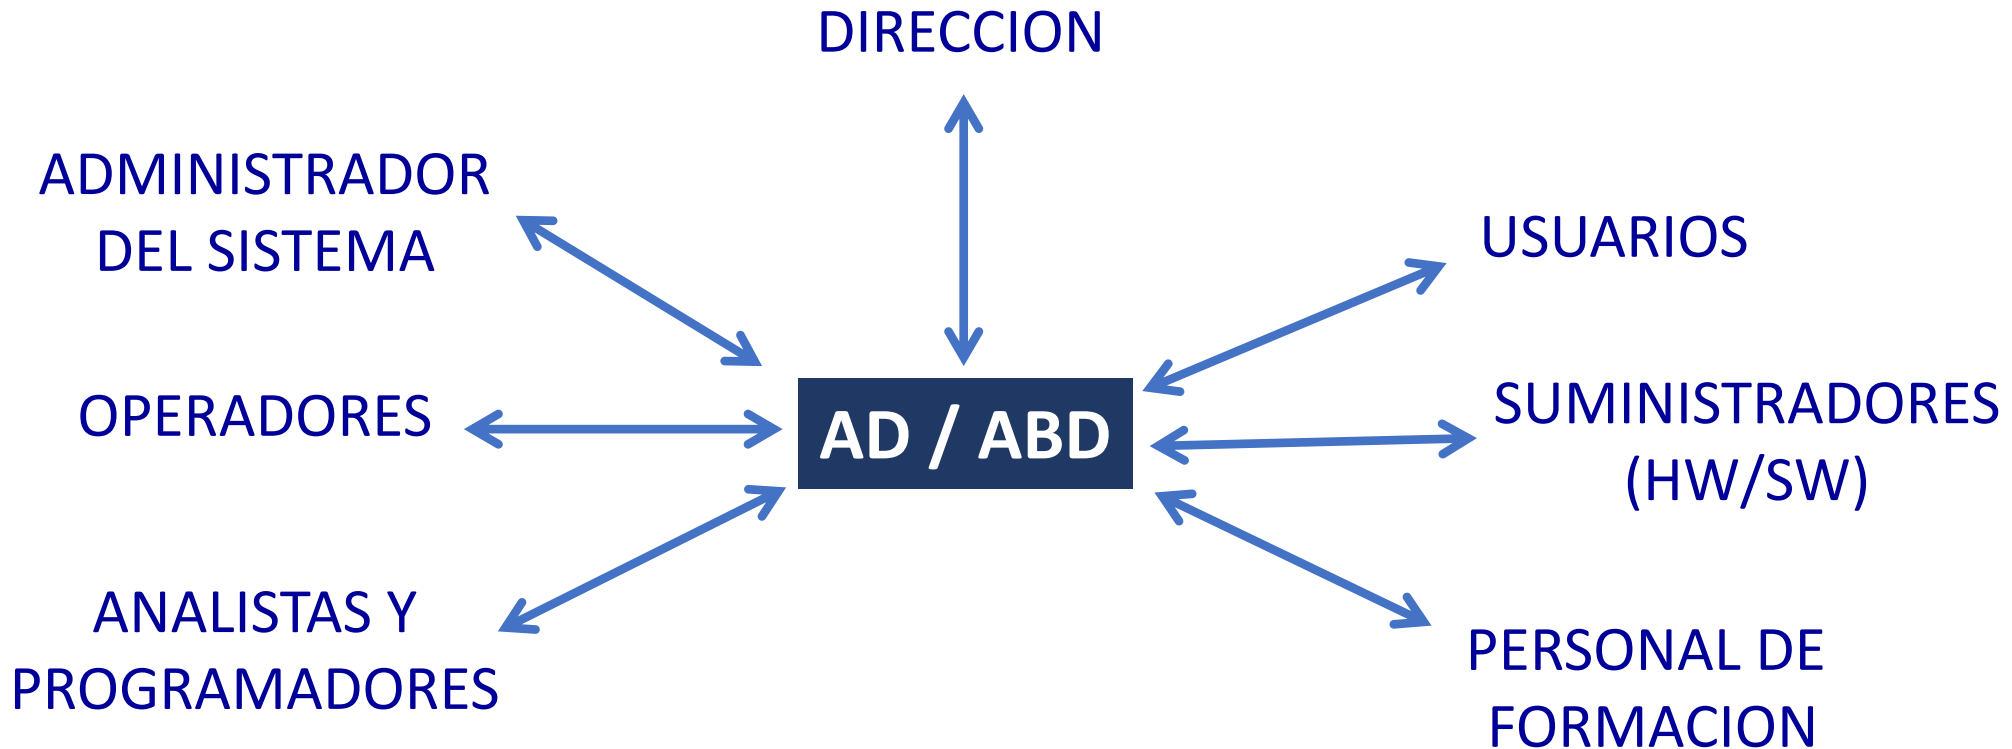 DIRECCION
ADMINISTRADOR
DEL SISTEMA
USUARIOS
OPERADORES
AD / ABD
SUMINISTRADORES
(HW/SW)
ANALISTAS Y
PROGRAMADORES
PERSONAL DE
FORMACION